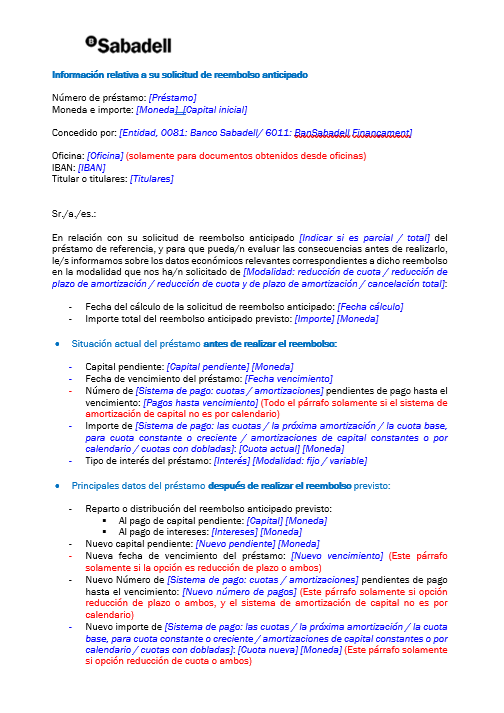 Sabadell
Información relativa a su solicitud de reembolso anticipado
Número de préstamo: [Préstamo]
Moneda e importe: [Moneda] [Capital inicial]
Concedido por: [Entidad, 0081: Banco Sabadell/ 6011: BanSabadell Finançament]
Oficina: [Oficina] (solamente para documentos obtenidos desde oficinas)
IBAN: [IBAN]
Titular o titulares: [Titulares]
Sr./a./es.:
En relación con su solicitud de reembolso anticipado [Indicar si es parcial / total] del
préstamo de referencia, y para que pueda/n evaluar las consecuencias antes de realizarlo,
le/s informamos sobre los datos económicos relevantes correspondientes a dicho reembolso
en la modalidad que nos ha/n solicitado de [Modalidad: reducción de cuota / reducción de
plazo de amortización / reducción de cuota y de plazo de amortización / cancelación total]:
- Fecha del cálculo de la solicitud de reembolso anticipado: [Fecha cálculo]
- Importe total del reembolso anticipado previsto: [Importe] [Moneda]
• Situación actual del préstamo antes de realizar el reembolso:
- Capital pendiente: [Capital pendiente] [Moneda]
- Fecha de vencimiento del préstamo: [Fecha vencimiento]
- Número de [Sistema de pago: cuotas / amortizaciones] pendientes de pago hasta el
vencimiento: [Pagos hasta vencimiento] (Todo el párrafo solamente si el sistema de
amortización de capital no es por calendario)
- Importe de [Sistema de pago: las cuotas / la próxima amortización / la cuota base,
para cuota constante o creciente / amortizaciones de capital constantes o por
calendario / cuotas con dobladas]: [Cuota actual] [Moneda]
- Tipo de interés del préstamo: [Interés] [Modalidad: fijo / variable]
• Principales datos del préstamo después de realizar el reembolso previsto:
- Reparto o distribución del reembolso anticipado previsto:
▪ Al pago de capital pendiente: [Capital] [Moneda]
▪ Al pago de intereses: [Intereses] [Moneda]
- Nuevo capital pendiente: [Nuevo pendiente] [Moneda]
- Nueva fecha de vencimiento del préstamo: [Nuevo vencimiento] (Este párrafo
solamente si la opción es reducción de plazo o ambos)
- Nuevo Número de [Sistema de pago: cuotas / amortizaciones] pendientes de pago
hasta el vencimiento: [Nuevo número de pagos] (Este párrafo solamente si opción
reducción de plazo o ambos, y el sistema de amortización de capital no es por
calendario)
- Nuevo importe de [Sistema de pago: las cuotas / la próxima amortización / la cuota
base, para cuota constante o creciente / amortizaciones de capital constantes o por
calendario / cuotas con dobladas]: [Cuota nueva] [Moneda] (Este párrafo solamente
si opción reducción de cuota o ambos)